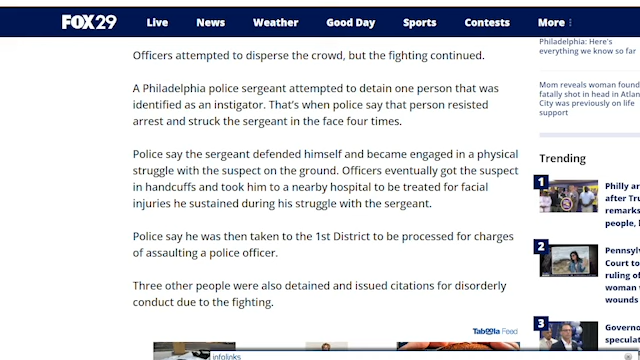 FOX 29 Live News Weather Good Day Sports Contests More
Officers attempted to disperse the crowd, but the fighting continued.
A Philadelphia police sergeant attempted to detain one person that was
identified as an instigator. That's when police say that person resisted
arrest and struck the sergeant in the face four times.
Police say the sergeant defended himself and became engaged in a physical
struggle with the suspect on the ground. Officers eventually got the suspect
in handcuffs and took him to a nearby hospital to be treated for facial
injuries he sustained during his struggle with the sergeant.
Police say he was then taken to the 1st District to be processed for charges
of assaulting a police officer.
Three other people were also detained and issued citations for disorderly
conduct due to the fighting.
Taboola Feed
infolinks
Philadelphia: Here's
everything we know so far
Mom reveals woman found
fatally shot in head in Atlan
City was previously on life
support
Trending
1
Philly ar
after Tru
remarks
people, 
2
Pennsylv
Court to
ruling of
woman
wounds
3
Governo
specula